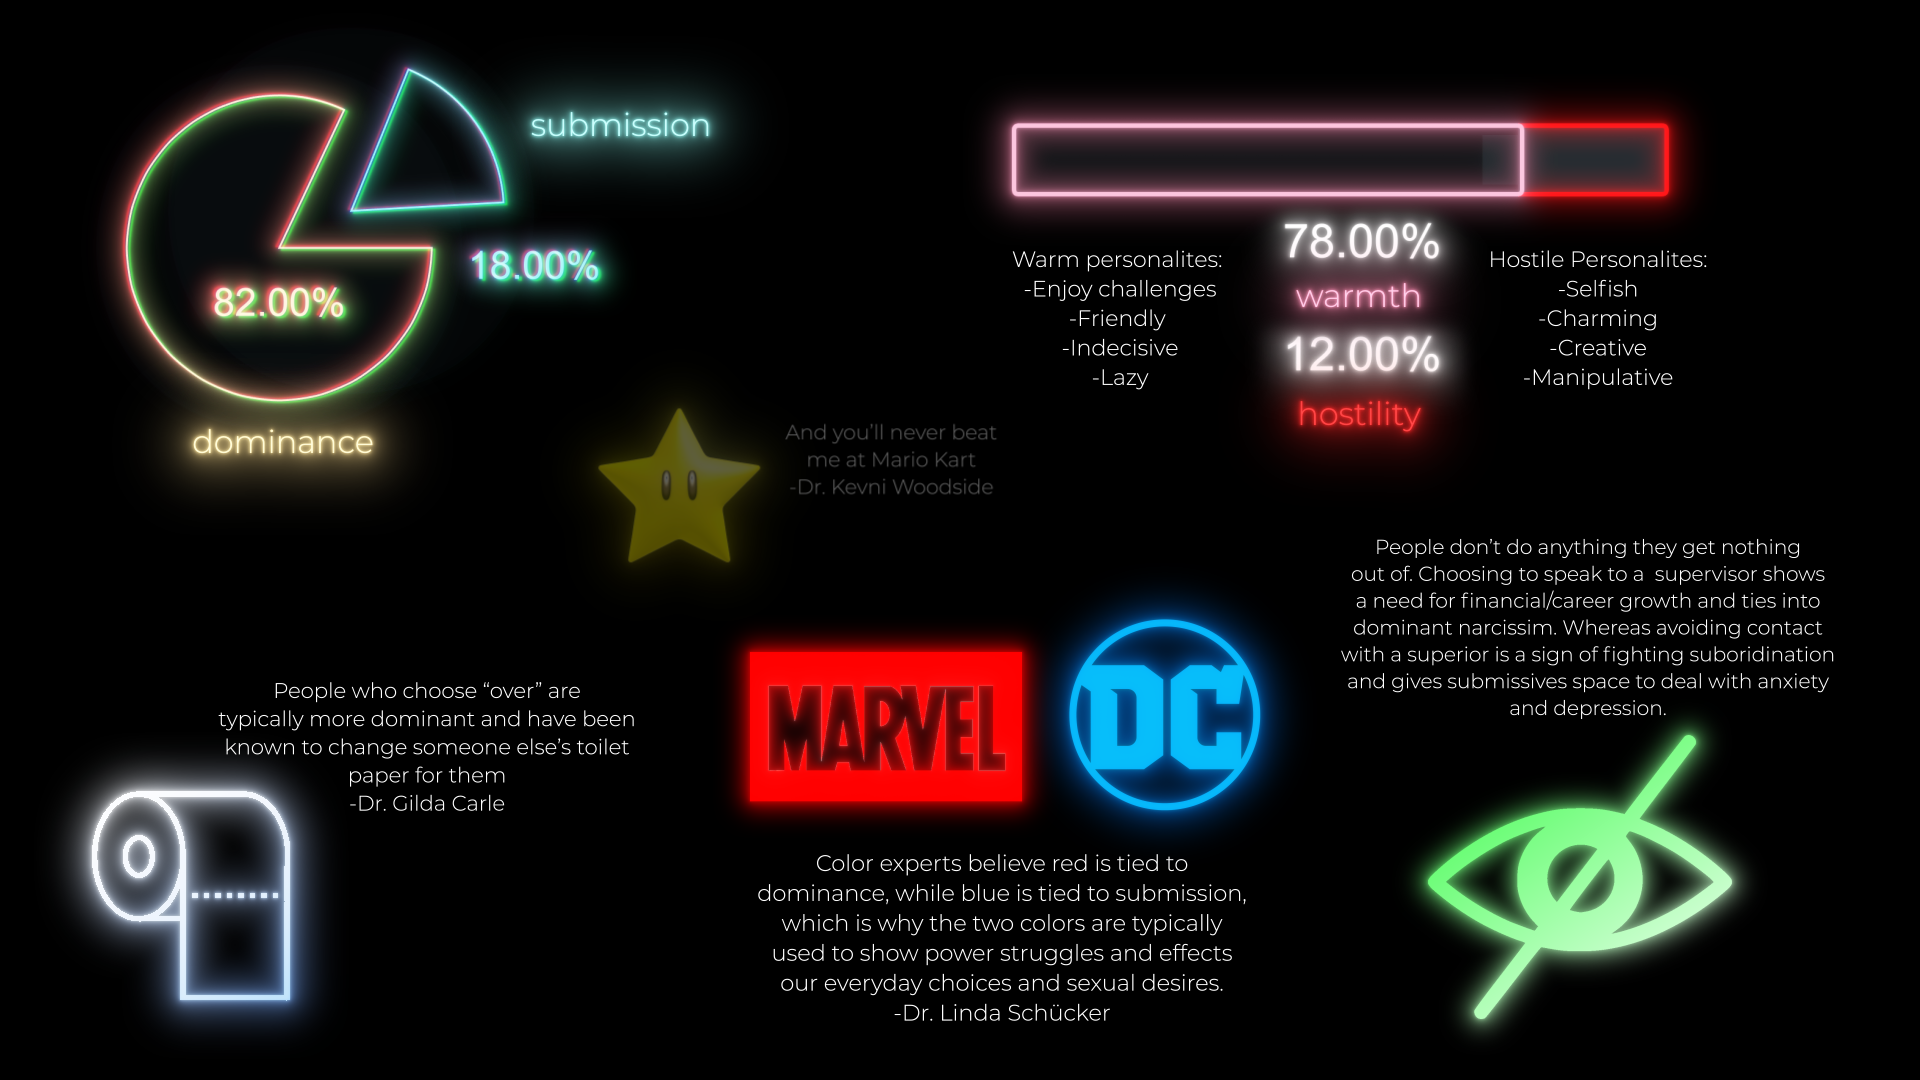 submission
18.00%
82.00%
dominance
78.00%
warmth
12.00%
hostility
Warm personalites:
-Enjoy challenges
-Friendly
-Indecisive
-Lazy
Hostile Personalites:
-Selfish
-Charming
-Creative
-Manipulative
And you'll never beat
me at Mario Kart
-Dr. Kevni Woodside
People don't do anything they get nothing
out of. Choosing to speak to a  supervisor shows
a need for financial/career growth and ties into
dominant narcissim. Whereas avoiding contact
with a superior is a sign of fighting suboridination
and gives submissives space to deal with anxiety
and depression.
People who choose “over” are
typically more dominant and have been
known to change someone else's toilet
paper for them
-Dr. Gilda Carle
MARVEL
DC
Color experts believe red is tied to
dominance, while blue is tied to submission,
which is why the two colors are typically
used to show power struggles and effects
our everyday choices and sexual desires.
-Dr. Linda Schücker